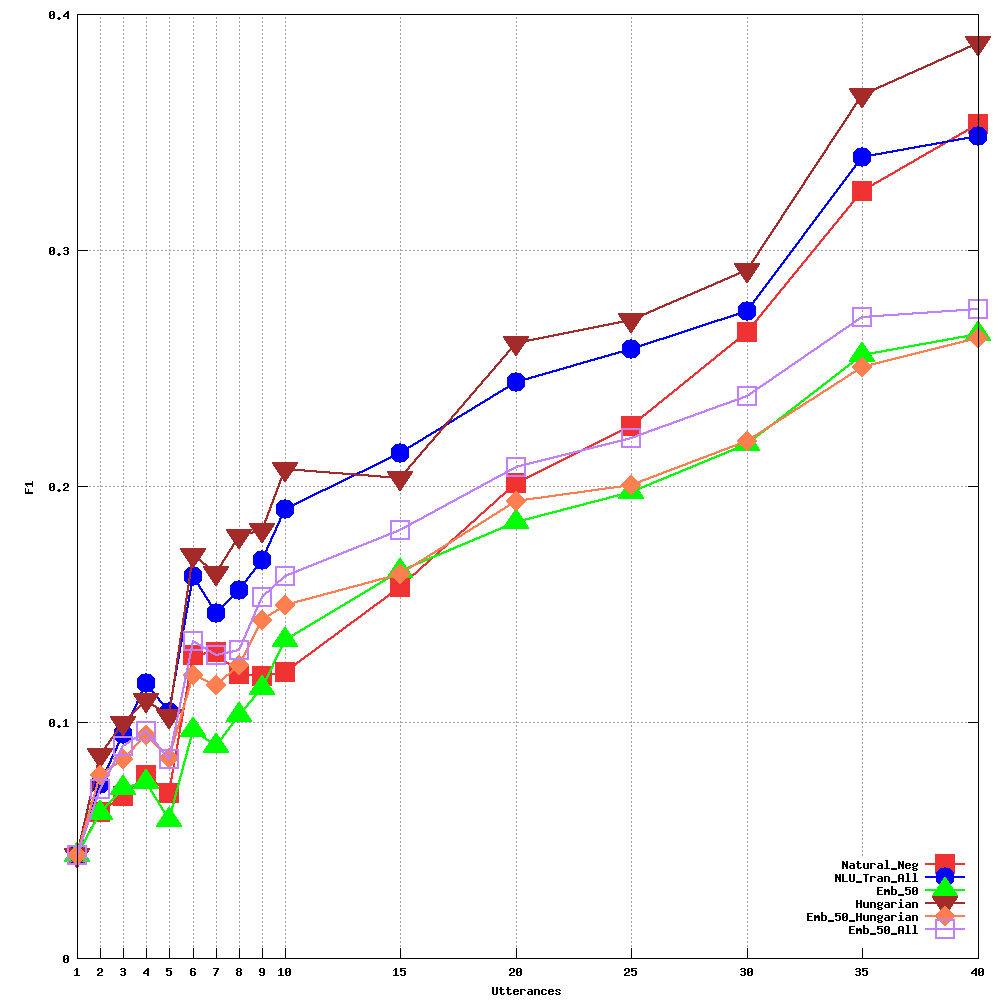 0.4
0.3
0.2
0.1
0
F1
1 2 3 4 5 6 7 8 9 10 15 20 25 30 35 40
Utterances
Natural_Neg
NLU_Tran_All
Emb_50
Hungarian
Emb_50_Hungarian
Emb_50_All